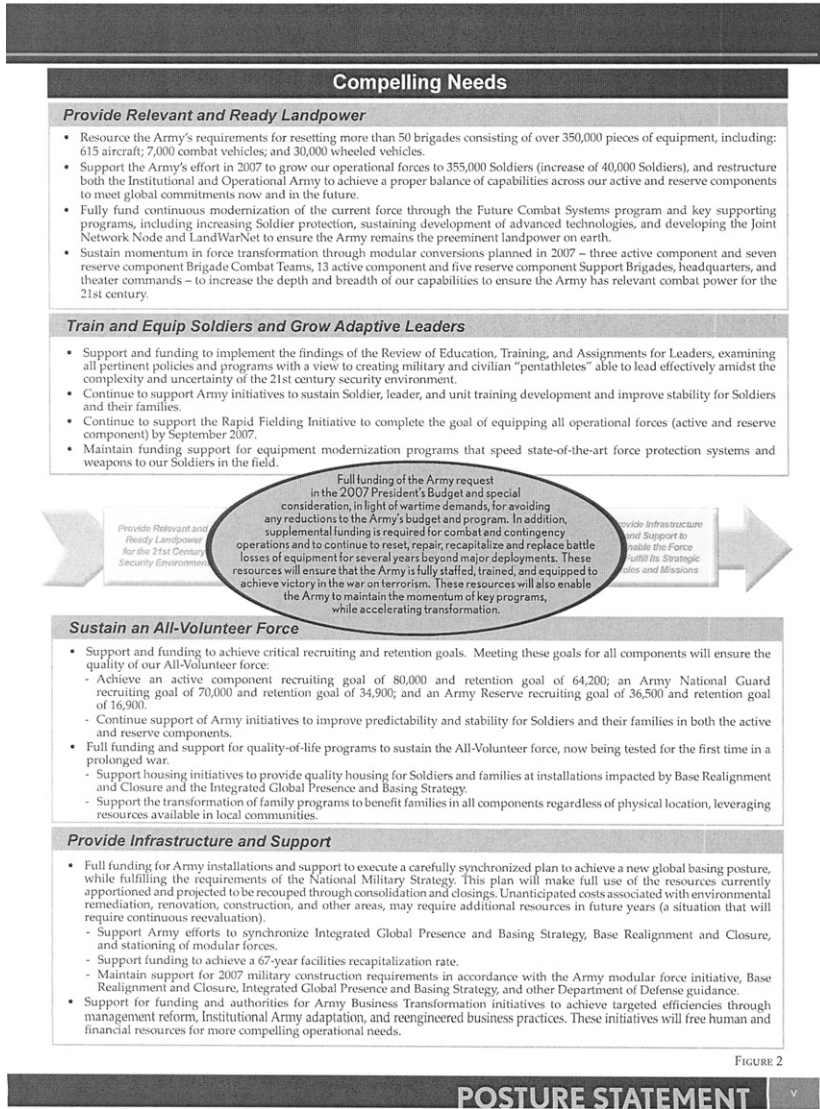 Compelling Needs
Provide Relevant and Ready Landpower
• Resource the Army's requirements for resetting more than 50 brigades consisting of over 350,000 pieces of equipment, including:
615 aircraft; 7,000 combat vehicles; and 30,000 wheeled vehicles.
• Support the Army's effort in 2007 to grow our operational forces to 355,000 Soldiers (increase of 40,000 Soldiers), and restructure
both the Institutional and Operational Army to achieve a proper balance of capabilities across our active and reserve components
to meet global commitments now and in the future.
• Fully fund continuous modernization of the current force through the Future Combat Systems program and key supporting
programs, including increasing Soldier protection, sustaining development of advanced technologies, and developing the Joint
Network Node and LandWarNet to ensure the Army remains the preeminent landpower on earth.
• Sustain momentum in force transformation through modular conversions planned in 2007 – three active component and seven
reserve component Brigade Combat Teams, 13 active component and five reserve component Support Brigades, headquarters, and
theater commands – to increase the depth and breadth of our capabilities to ensure the Army has relevant combat power for the
21st century.
Train and Equip Soldiers and Grow Adaptive Leaders
• Support and funding to implement the findings of the Review of Education, Training, and Assignments for Leaders, examining
all pertinent policies and programs with a view to creating military and civilian "pentathletes" able to lead effectively amidst the
complexity and uncertainty of the 21st century security environment.
• Continue to support Army initiatives to sustain Soldier, leader, and unit training development and improve stability for Soldiers
and their families.
• Continue to support the Rapid Fielding Initiative to complete the goal of equipping all operational forces (active and reserve
component) by September 2007.
• Maintain funding support for equipment modernization programs that speed state-of-the-art force protection systems and
weapons to our Soldiers in the field.
Provide Relevant and
Ready Landpower
for the 21st Century
Security Environment
Full funding of the Army request
in the 2007 President's Budget and special
consideration, in light of wartime demands, for avoiding
any reductions to the Army's budget and program. In addition,
supplemental funding is required for combat and contingency
operations and to continue to reset, repair, recapitalize and replace battle
losses of equipment for several years beyond major deployments. These
resources will ensure that the Army is fully staffed, trained, and equipped to
achieve victory in the war on terrorism. These resources will also enable
the Army to maintain the momentum of key programs,
while accelerating transformation.
ovide Infrastructure
and Support to
nable the Force
Fulfill Its Strategic
oles and Missions
Sustain an All-Volunteer Force
• Support and funding to achieve critical recruiting and retention goals. Meeting these goals for all components will ensure the
quality of our All-Volunteer force:
- Achieve an active component recruiting goal of 80,000 and retention goal of 64,200; an Army National Guard
recruiting goal of 70,000 and retention goal of 34,900; and an Army Reserve recruiting goal of 36,500 and retention goal
of 16,900.
- Continue support of Army initiatives to improve predictability and stability for Soldiers and their families in both the active
and reserve components.
• Full funding and support for quality-of-life programs to sustain the All-Volunteer force, now being tested for the first time in a
prolonged war.
- Support housing initiatives to provide quality housing for Soldiers and families at installations impacted by Base Realignment
and Closure and the Integrated Global Presence and Basing Strategy.
- Support the transformation of family programs to benefit families in all components regardless of physical location, leveraging
resources available in local communities.
Provide Infrastructure and Support
• Full funding for Army installations and support to execute a carefully synchronized plan to achieve a new global basing posture,
while fulfilling the requirements of the National Military Strategy. This plan will make full use of the resources currently
apportioned and projected to be recouped through consolidation and closings. Unanticipated costs associated with environmental
remediation, renovation, construction, and other areas, may require additional resources in future years (a situation that will
require continuous reevaluation).
- Support Army efforts to synchronize Integrated Global Presence and Basing Strategy, Base Realignment and Closure,
and stationing of modular forces.
- Support funding to achieve a 67-year facilities recapitalization rate.
- Maintain support for 2007 military construction requirements in accordance with the Army modular force initiative, Base
Realignment and Closure, Integrated Global Presence and Basing Strategy, and other Department of Defense guidance.
• Support for funding and authorities for Army Business Transformation initiatives to achieve targeted efficiencies through
management reform, Institutional Army adaptation, and reengineered business practices. These initiatives will free human and
financial resources for more compelling operational needs.
FIGURE 2
POSTURE STATEMENT v